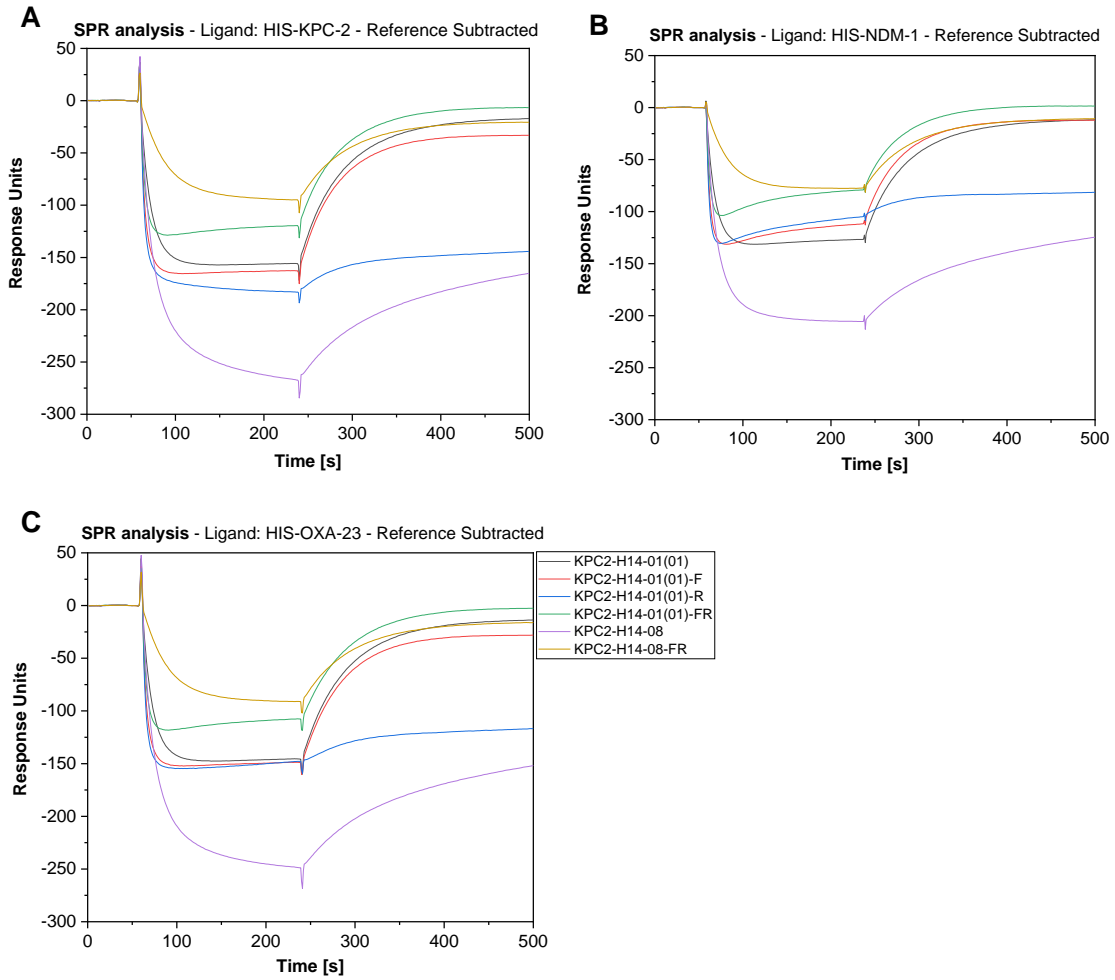 A
SPR analysis - Ligand: HIS-KPC-2 - Reference Subtracted
50
0
-50
-100
-150
-200
-250
-300
Response Units
0 100 200 300 400 500
Time [s]
B
SPR analysis - Ligand: HIS-NDM-1 - Reference Subtracted
50
0
-50
-100
-150
-200
-250
-300
Response Units
0 100 200 300 400 500
Time [s]
C
SPR analysis - Ligand: HIS-OXA-23 - Reference Subtracted
50
0
-50
-100
-150
-200
-250
-300
Response Units
0 100 200 300 400 500
Time [s]
KPC2-H14-01(01)
KPC2-H14-01(01)-F
KPC2-H14-01(01)-R
KPC2-H14-01(01)-FR
KPC2-H14-08
KPC2-H14-08-FR